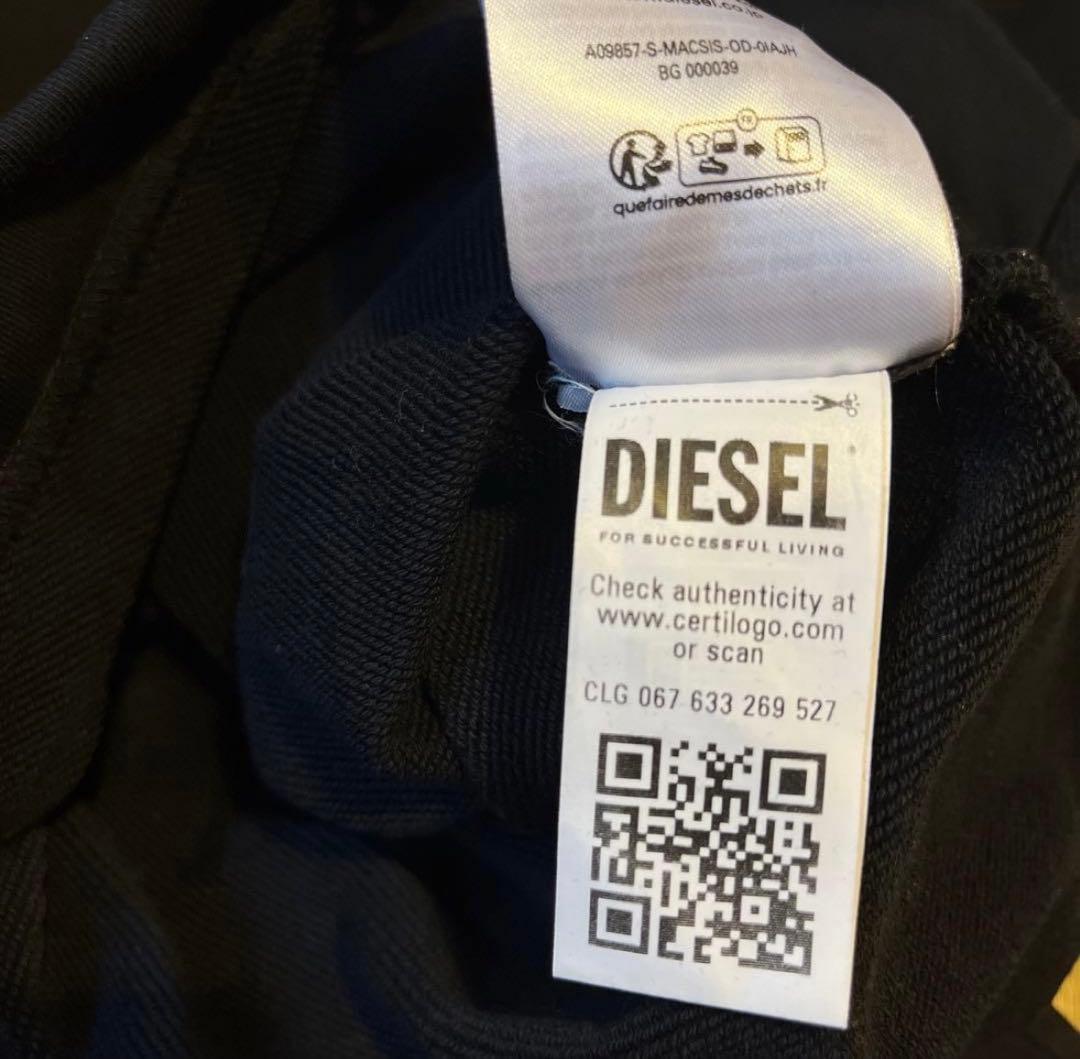 A09857-S-MACSIS-OD-0IAJH
BG 000039
FR
quefairedemesdechets.fr
DIESEL
FOR SUCCESSFUL LIVING
Check authenticity at
www.certilogo.com
or scan
CLG 067 633 269 527